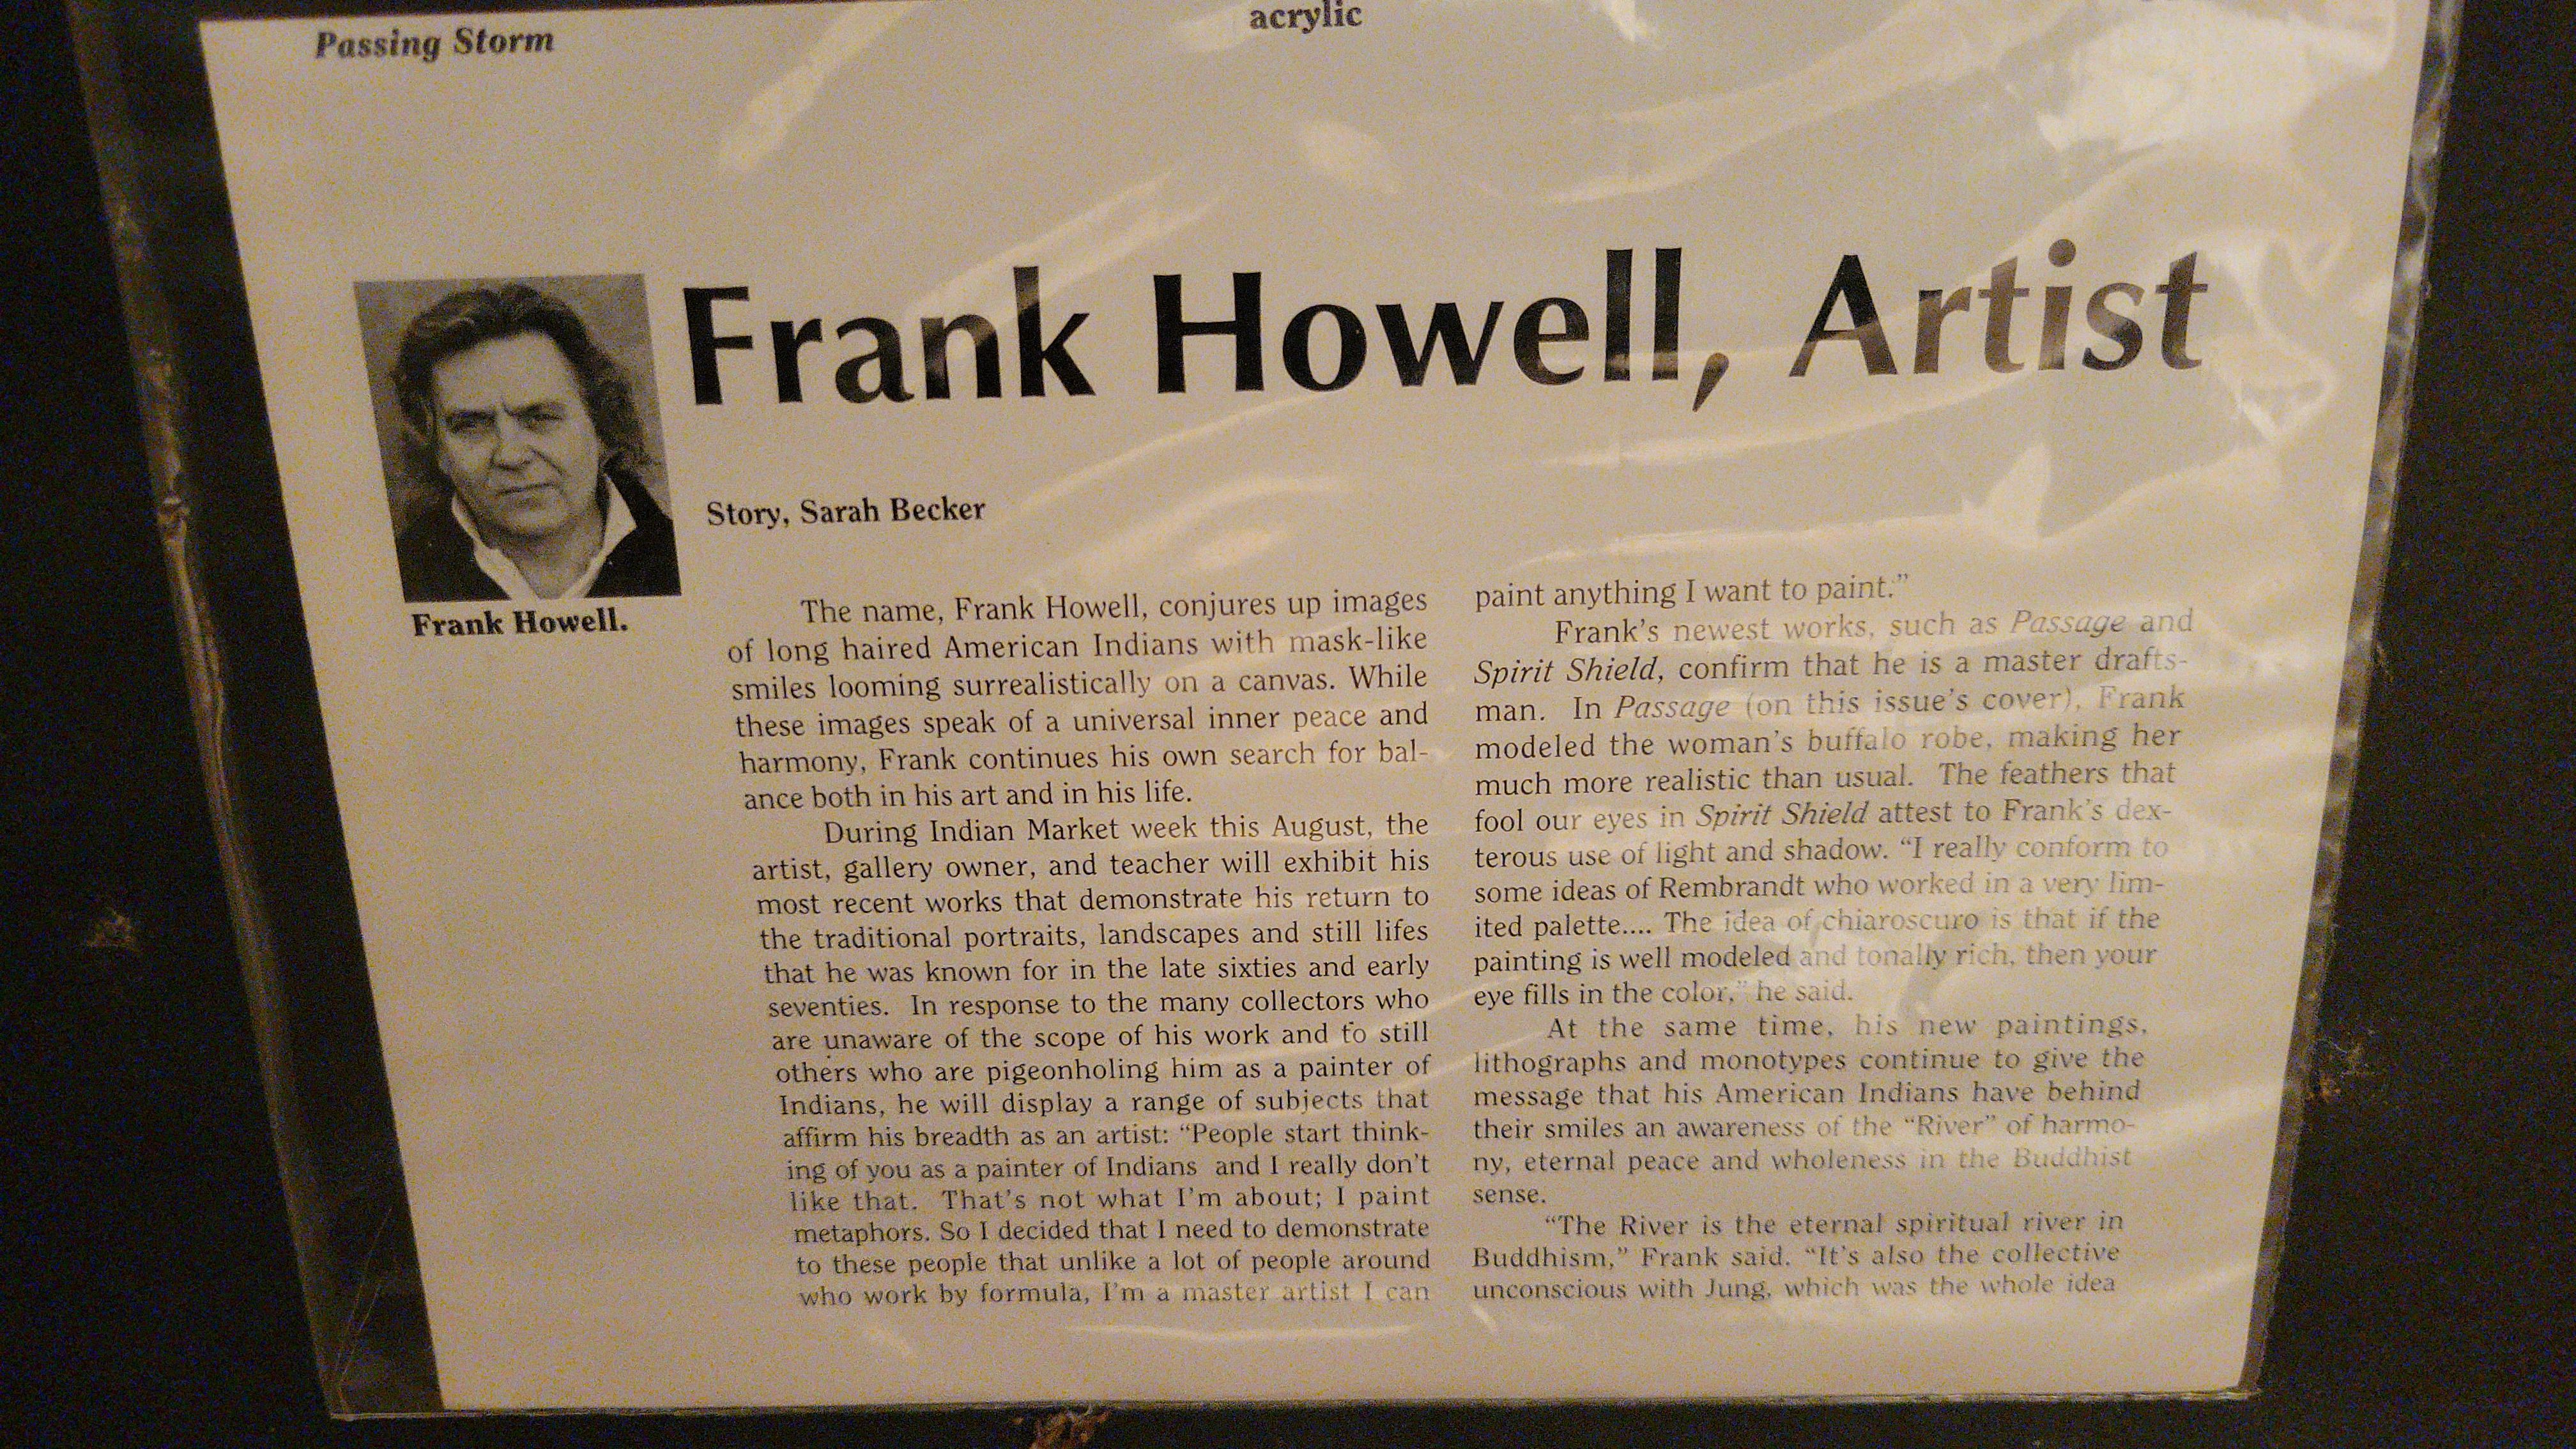 Passing Storm
acrylic
Frank Howell, Artist
Frank Howell.
Story, Sarah Becker
The name, Frank Howell, conjures up images
of long haired American Indians with mask-like
smiles looming surrealistically on a canvas. While
these images speak of a universal inner peace and
harmony, Frank continues his own search for bal-
ance both in his art and in his life.
During Indian Market week this August, the
artist, gallery owner, and teacher will exhibit his
most recent works that demonstrate his return to
the traditional portraits, landscapes and still lifes
that he was known for in the late sixties and early
seventies. In response to the many collectors who
are unaware of the scope of his work and to still
others who are pigeonholing him as a painter of
Indians, he will display a range of subjects that
affirm his breadth as an artist: “People start think-
ing of you as a painter of Indians and I really don't
like that. That's not what I'm about; I paint
metaphors. So I decided that I need to demonstrate
to these people that unlike a lot of people around
who work by formula, I'm a master artist I can
paint anything I want to paint.”
Frank's newest works, such as Passage and
Spirit Shield, confirm that he is a master drafts-
man. In Passage (on this issue's cover), Frank
modeled the woman's buffalo robe, making her
much more realistic than usual. The feathers that
fool our eyes in Spirit Shield attest to Frank's dex-
terous use of light and shadow. “I really conform to
some ideas of Rembrandt who worked in a very lim-
ited palette.... The idea of chiaroscuro is that if the
painting is well modeled and tonally rich, then your
eye fills in the color,” he said.
At the same time, his new paintings,
lithographs and monotypes continue to give the
message that his American Indians have behind
their smiles an awareness of the “River” of harmo-
ny, eternal peace and wholeness in the Buddhist
sense.
“The River is the eternal spiritual river in
Buddhism,” Frank said. “It's also the collective
unconscious with Jung, which was the whole idea